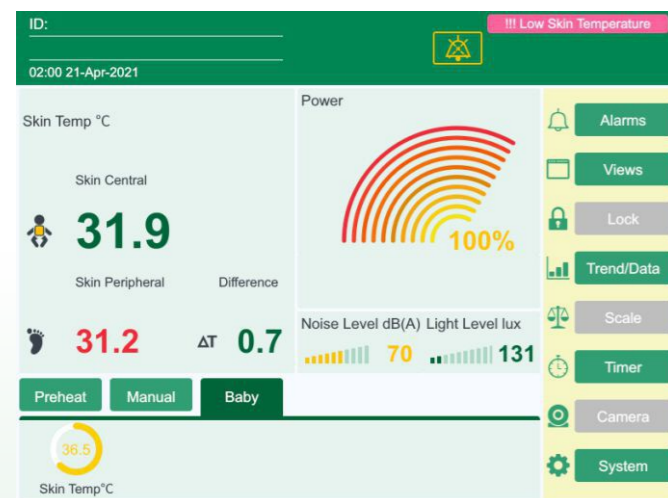 ID:
!!! Low Skin Temperature
02:00 21-Apr-2021
Skin Temp °C
Skin Central
31.9
Skin Peripheral Difference
31.2 ΔT 0.7
Power
100%
Noise Level dB(A) Light Level lux
70 131
Preheat Manual Baby
36.5
Skin Temp°C
Alarms
Views
Lock
Trend/Data
Scale
Timer
Camera
System